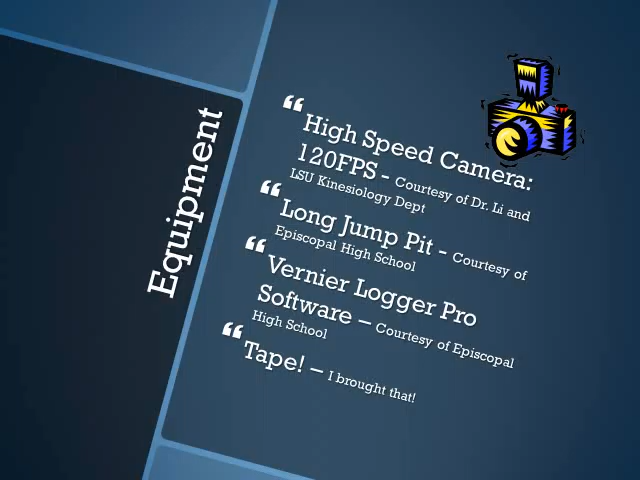 Equipment
❝ High Speed Camera:
120FPS - Courtesy of Dr. Li and
LSU Kinesiology Dept
❝ Long Jump Pit - Courtesy of
Episcopal High School
❝ Vernier Logger Pro
Software – Courtesy of Episcopal
High School
❝ Tape! – I brought that!